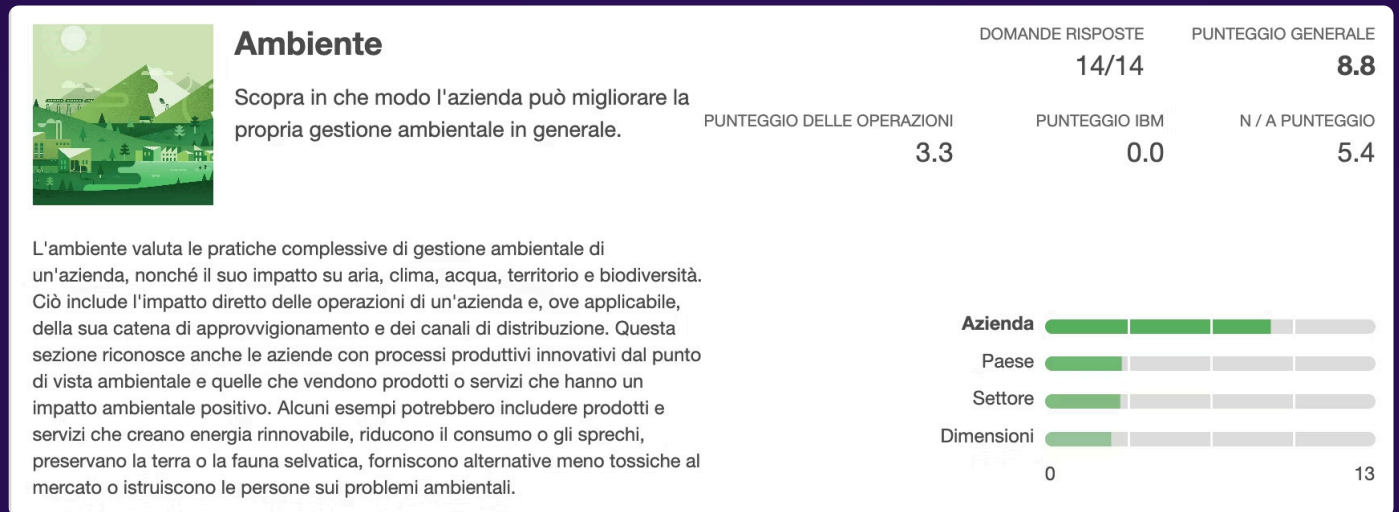 Ambiente
Scopra in che modo l'azienda può migliorare la
propria gestione ambientale in generale.
DOMANDE RISPOSTE
14/14
PUNTEGGIO GENERALE
8.8
PUNTEGGIO DELLE OPERAZIONI
3.3
PUNTEGGIO IBM
0.0
N / A PUNTEGGIO
5.4
L'ambiente valuta le pratiche complessive di gestione ambientale di
un'azienda, nonché il suo impatto su aria, clima, acqua, territorio e biodiversità.
Ciò include l'impatto diretto delle operazioni di un'azienda e, ove applicabile,
della sua catena di approvvigionamento e dei canali di distribuzione. Questa
sezione riconosce anche le aziende con processi produttivi innovativi dal punto
di vista ambientale e quelle che vendono prodotti o servizi che hanno un
impatto ambientale positivo. Alcuni esempi potrebbero includere prodotti e
servizi che creano energia rinnovabile, riducono il consumo o gli sprechi,
preservano la terra o la fauna selvatica, forniscono alternative meno tossiche al
mercato o istruiscono le persone sui problemi ambientali.
Azienda
Paese
Settore
Dimensioni
0
13